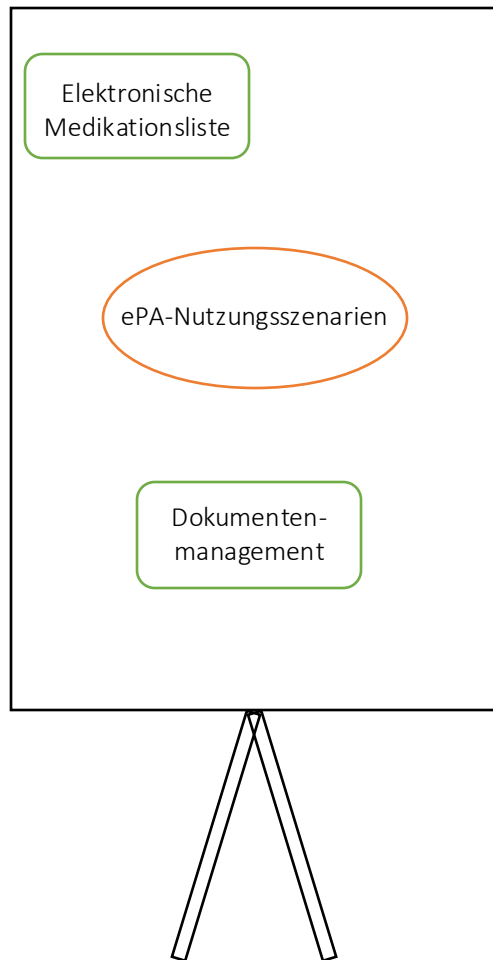 Elektronische
Medikationsliste
ePA-Nutzungsszenarien
Dokumenten-
management